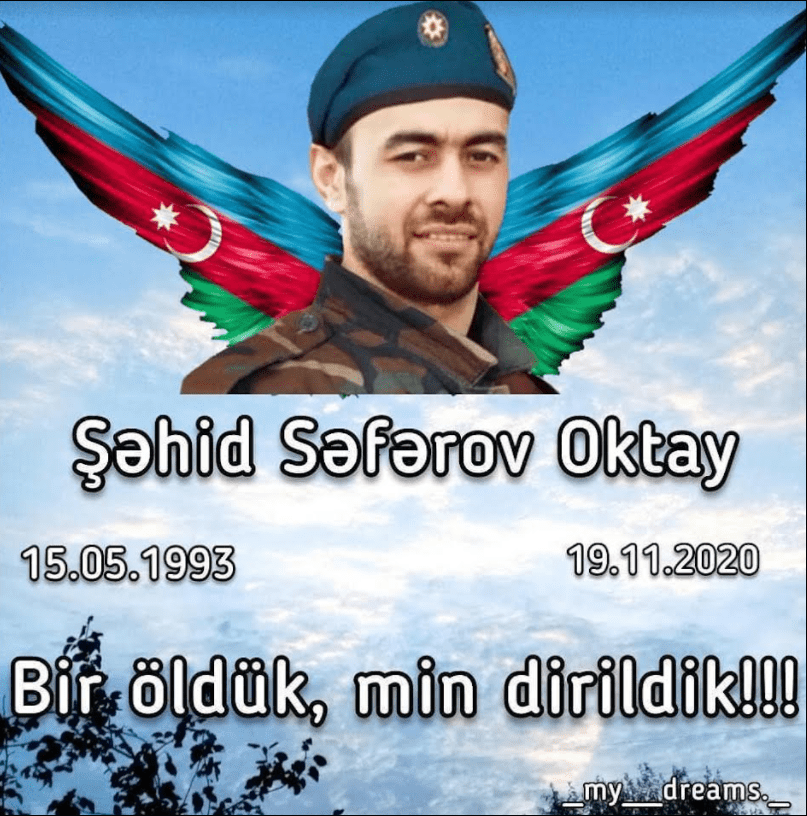 Şəhid Səfərov Oktay
15.05.1993 19.11.2020
Bir öldük, min dirildik!!!
_my__dreams._